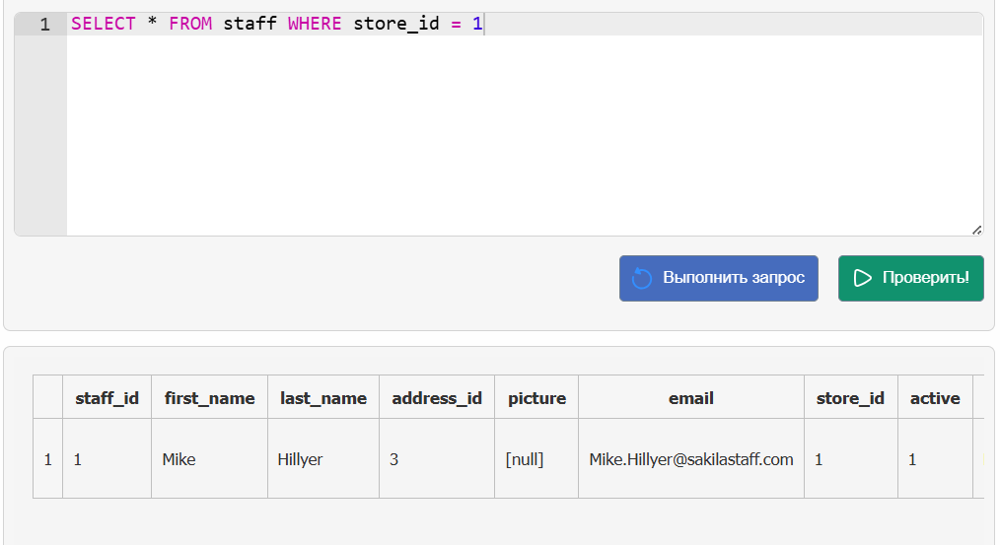 1 SELECT * FROM staff WHERE store_id = 1
Выполнить запрос Проверить!
staff_id first_name last_name address_id picture email store_id active
1 1 Mike Hillyer 3 [null] Mike.Hillyer@sakilastaff.com 1 1